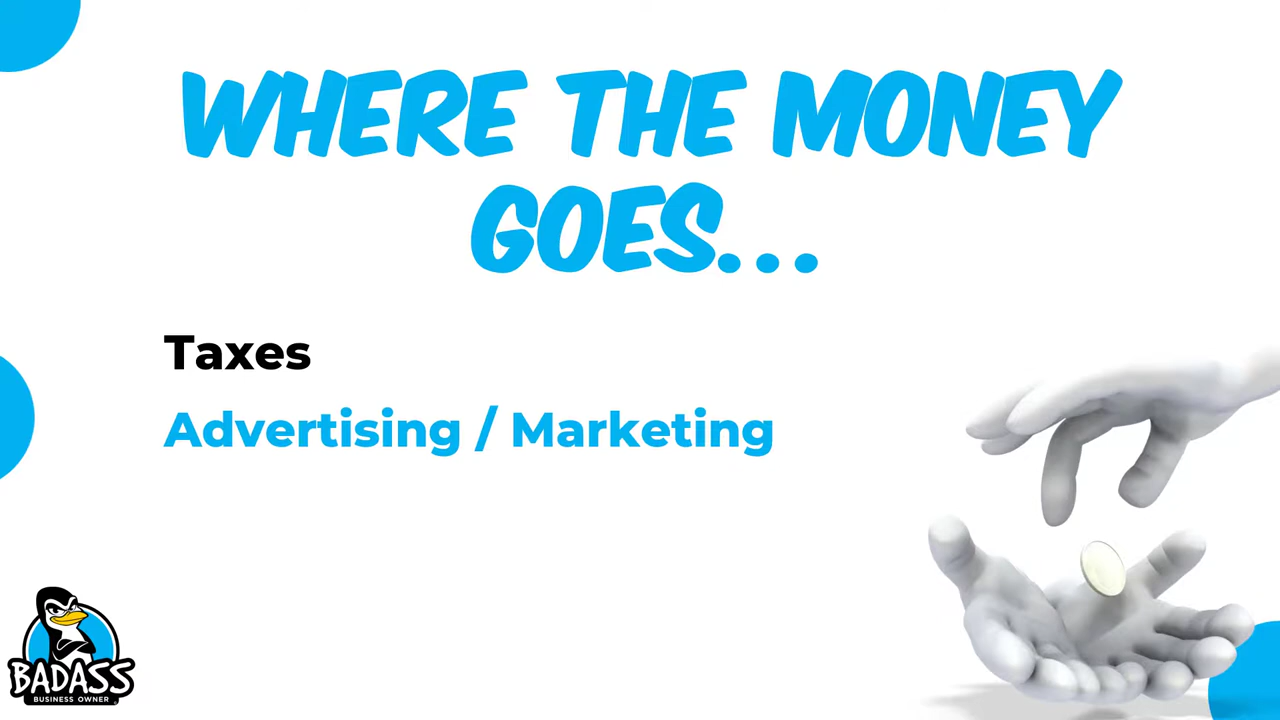 WHERE THE MONEY
GOES...
Taxes
Advertising / Marketing
BADASS
BUSINESS OWNER